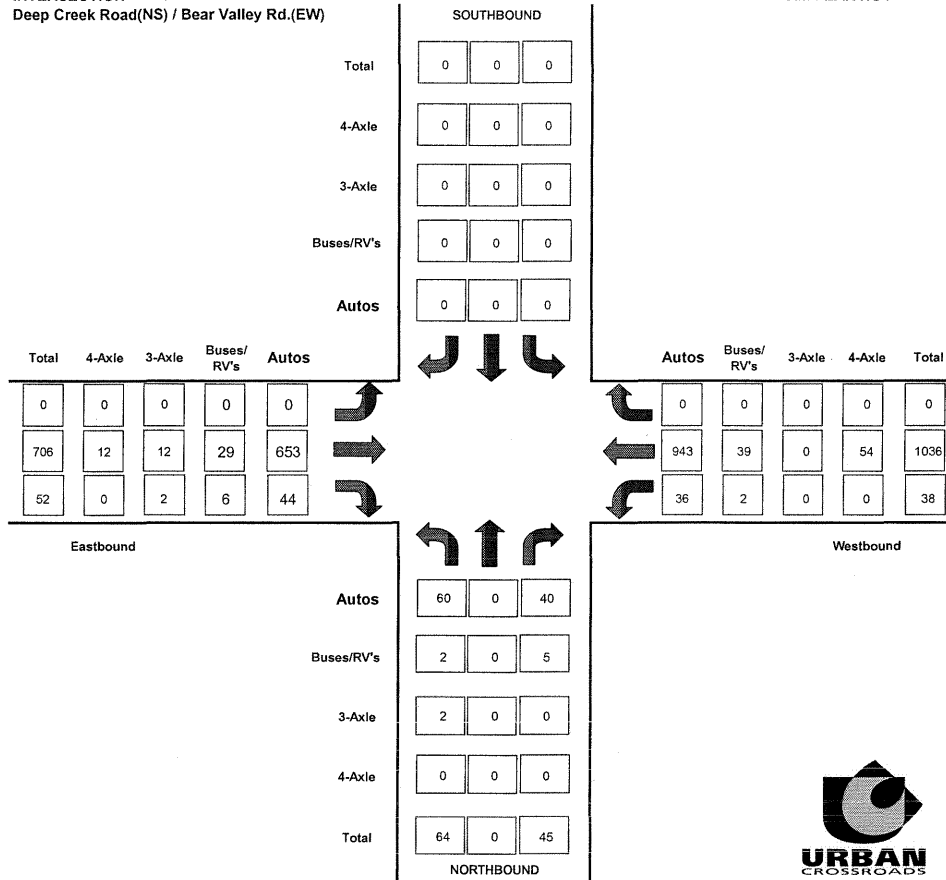 Deep Creek Road(NS) / Bear Valley Rd.(EW)
SOUTHBOUND
Total 0 0 0
4-Axle 0 0 0
3-Axle 0 0 0
Buses/RV's 0 0 0
Autos 0 0 0
Total 4-Axle 3-Axle Buses/ RV's Autos
0 0 0 0 0
706 12 12 29 653
52 0 2 6 44
Eastbound
Autos Buses/ RV's 3-Axle 4-Axle Total
0 0 0 0 0
943 39 0 54 1036
36 2 0 0 38
Westbound
Autos 60 0 40
Buses/RV's 2 0 5
3-Axle 2 0 0
4-Axle 0 0 0
Total 64 0 45
NORTHBOUND
URBAN
CROSSROADS